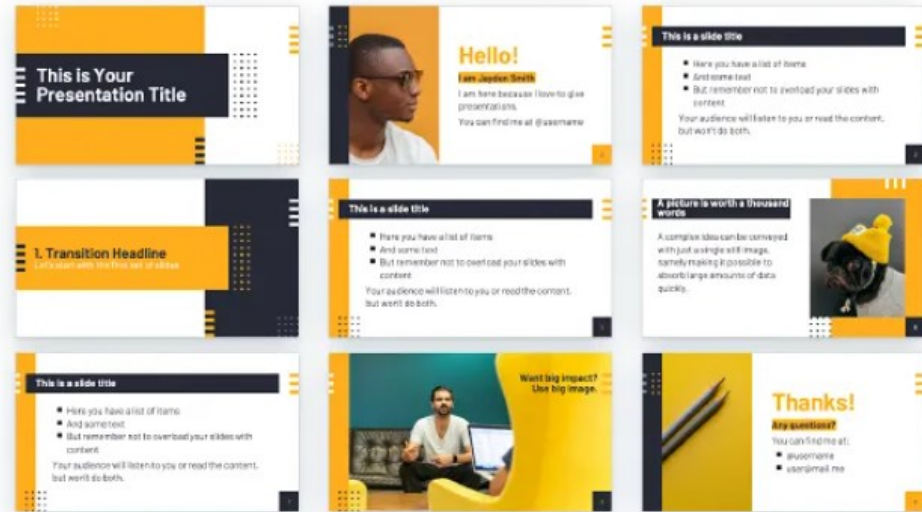 This is Your
Presentation Title
Hello!
I am Jayden Smith
I am here because I love to give
presentations.
You can find me at @username
This is a slide title
Here you have a list of items
And some text
But remember not to overload your slides with
content
Your audience will listen to you or read the content,
but won't do both.
1. Transition Headline
Let's start with the first set of slides
This is a slide title
Here you have a list of items
And some text
But remember not to overload your slides with
content
Your audience will listen to you or read the content,
but won't do both.
A picture is worth a thousand
words
A complex idea can be conveyed
with just a single still image,
namely making it possible to
absorb large amounts of data
quickly.
This is a slide title
Here you have a list of items
And some text
But remember not to overload your slides with
content
Your audience will listen to you or read the content,
but won't do both.
Want big impact?
Use big image.
Thanks!
Any questions?
You can find me at:
@username
user@mail.me